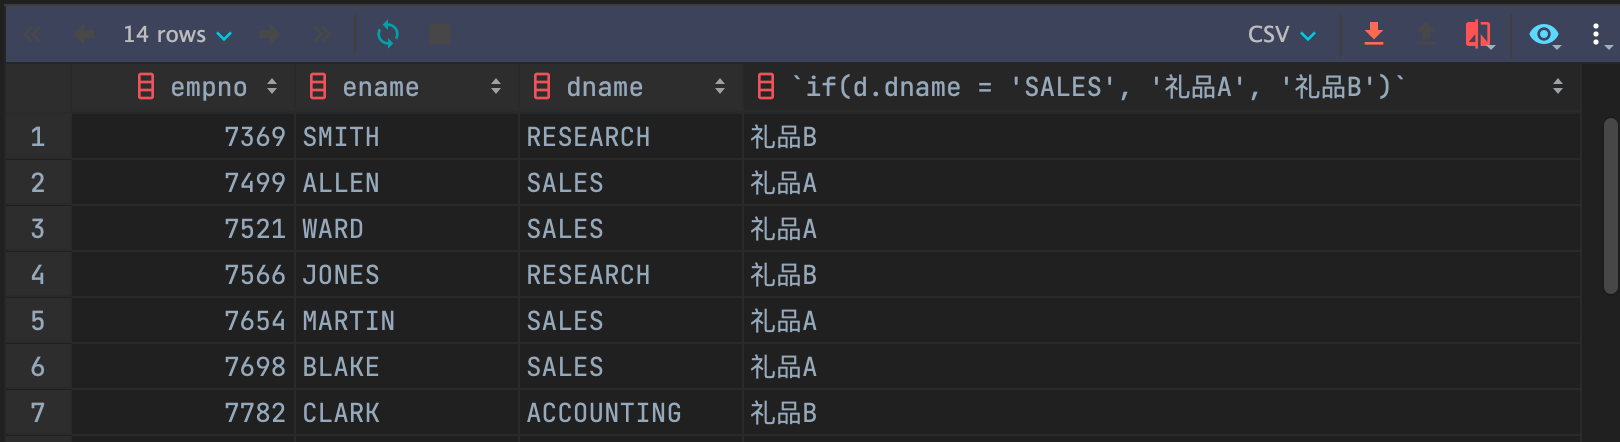 14 rows CSV
empno ename dname `if(d.dname = 'SALES', '礼品A', '礼品B')`
1 7369 SMITH RESEARCH 礼品B
2 7499 ALLEN SALES 礼品A
3 7521 WARD SALES 礼品A
4 7566 JONES RESEARCH 礼品B
5 7654 MARTIN SALES 礼品A
6 7698 BLAKE SALES 礼品A
7 7782 CLARK ACCOUNTING 礼品B